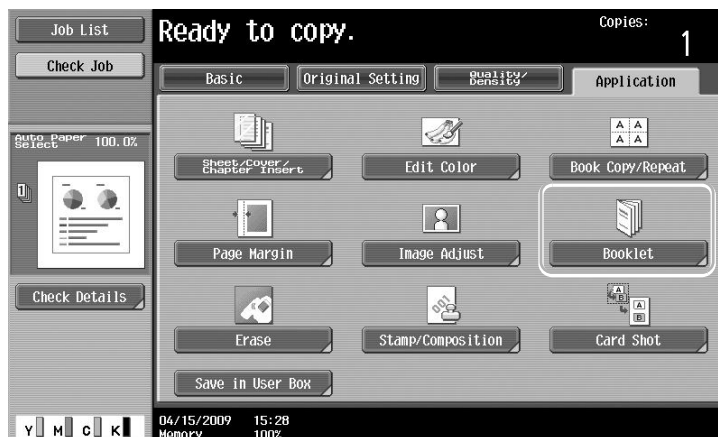 Job List
Check Job
Ready to copy.
Copies:
1
Basic
Original Setting
Quality/
Density
Application
Auto Paper
Select
100.0%
1
Sheet/Cover/
Chapter Insert
Edit Color
A A
A A
Book Copy/Repeat
Page Margin
Image Adjust
Booklet
Check Details
Erase
001
Stamp/Composition
A
B
A
B
Card Shot
Save in User Box
Y M C K
04/15/2009 15:28
Memory 100%